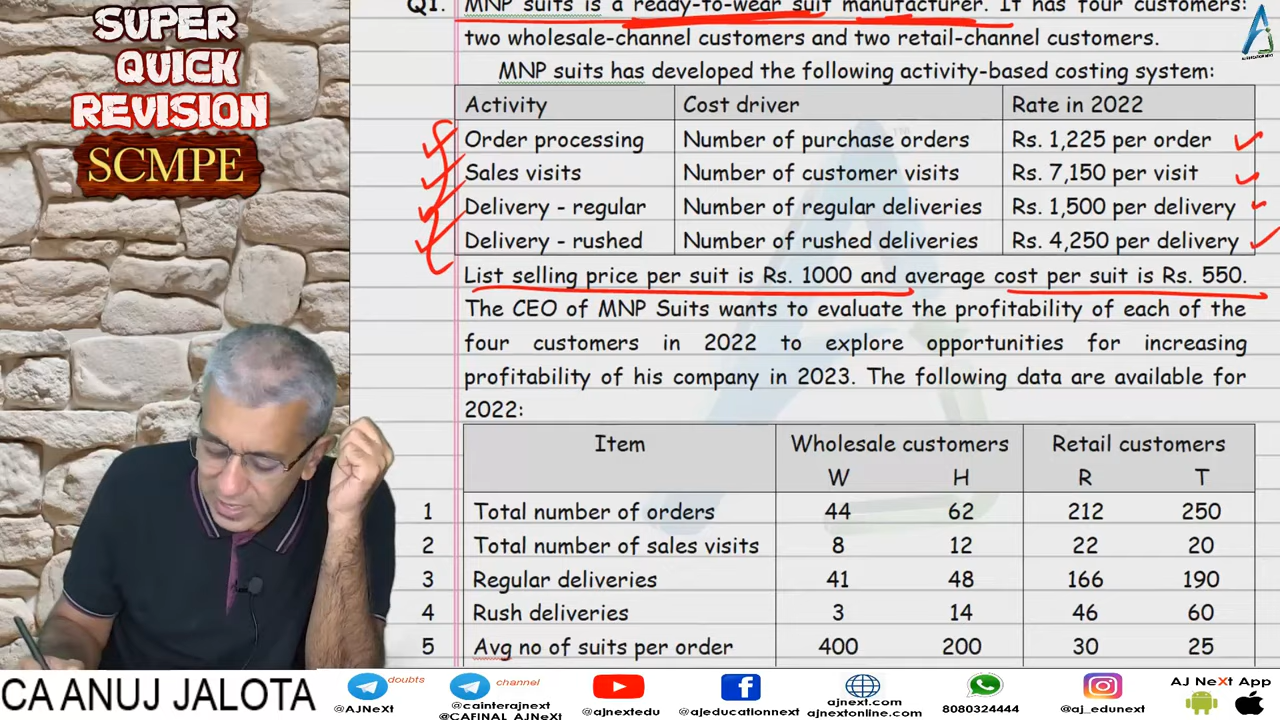 SUPER
QUICK
REVISION
SCMPE
Q1. MNP suits is a ready-to-wear suit manufacturer. It has four customers:
two wholesale-channel customers and two retail-channel customers.
MNP suits has developed the following activity-based costing system:
Activity Cost driver Rate in 2022
Order processing Number of purchase orders Rs. 1,225 per order
Sales visits Number of customer visits Rs. 7,150 per visit
Delivery - regular Number of regular deliveries Rs. 1,500 per delivery
Delivery - rushed Number of rushed deliveries Rs. 4,250 per delivery
List selling price per suit is Rs. 1000 and average cost per suit is Rs. 550.
The CEO of MNP Suits wants to evaluate the profitability of each of the
four customers in 2022 to explore opportunities for increasing
profitability of his company in 2023. The following data are available for
2022:
Item Wholesale customers Retail customers
W H R T
1 Total number of orders 44 62 212 250
2 Total number of sales visits 8 12 22 20
3 Regular deliveries 41 48 166 190
4 Rush deliveries 3 14 46 60
5 Avg no of suits per order 400 200 30 25
CA ANUJ JALOTA
doubts
@AJNeXt
channel
@cainterajnext
@CAFINAL_AJNeXt
@ajnextedu
@ajeducationnext
ajnext.com
ajnextonline.com
8080324444
@aj_edunext
AJ NeXt App